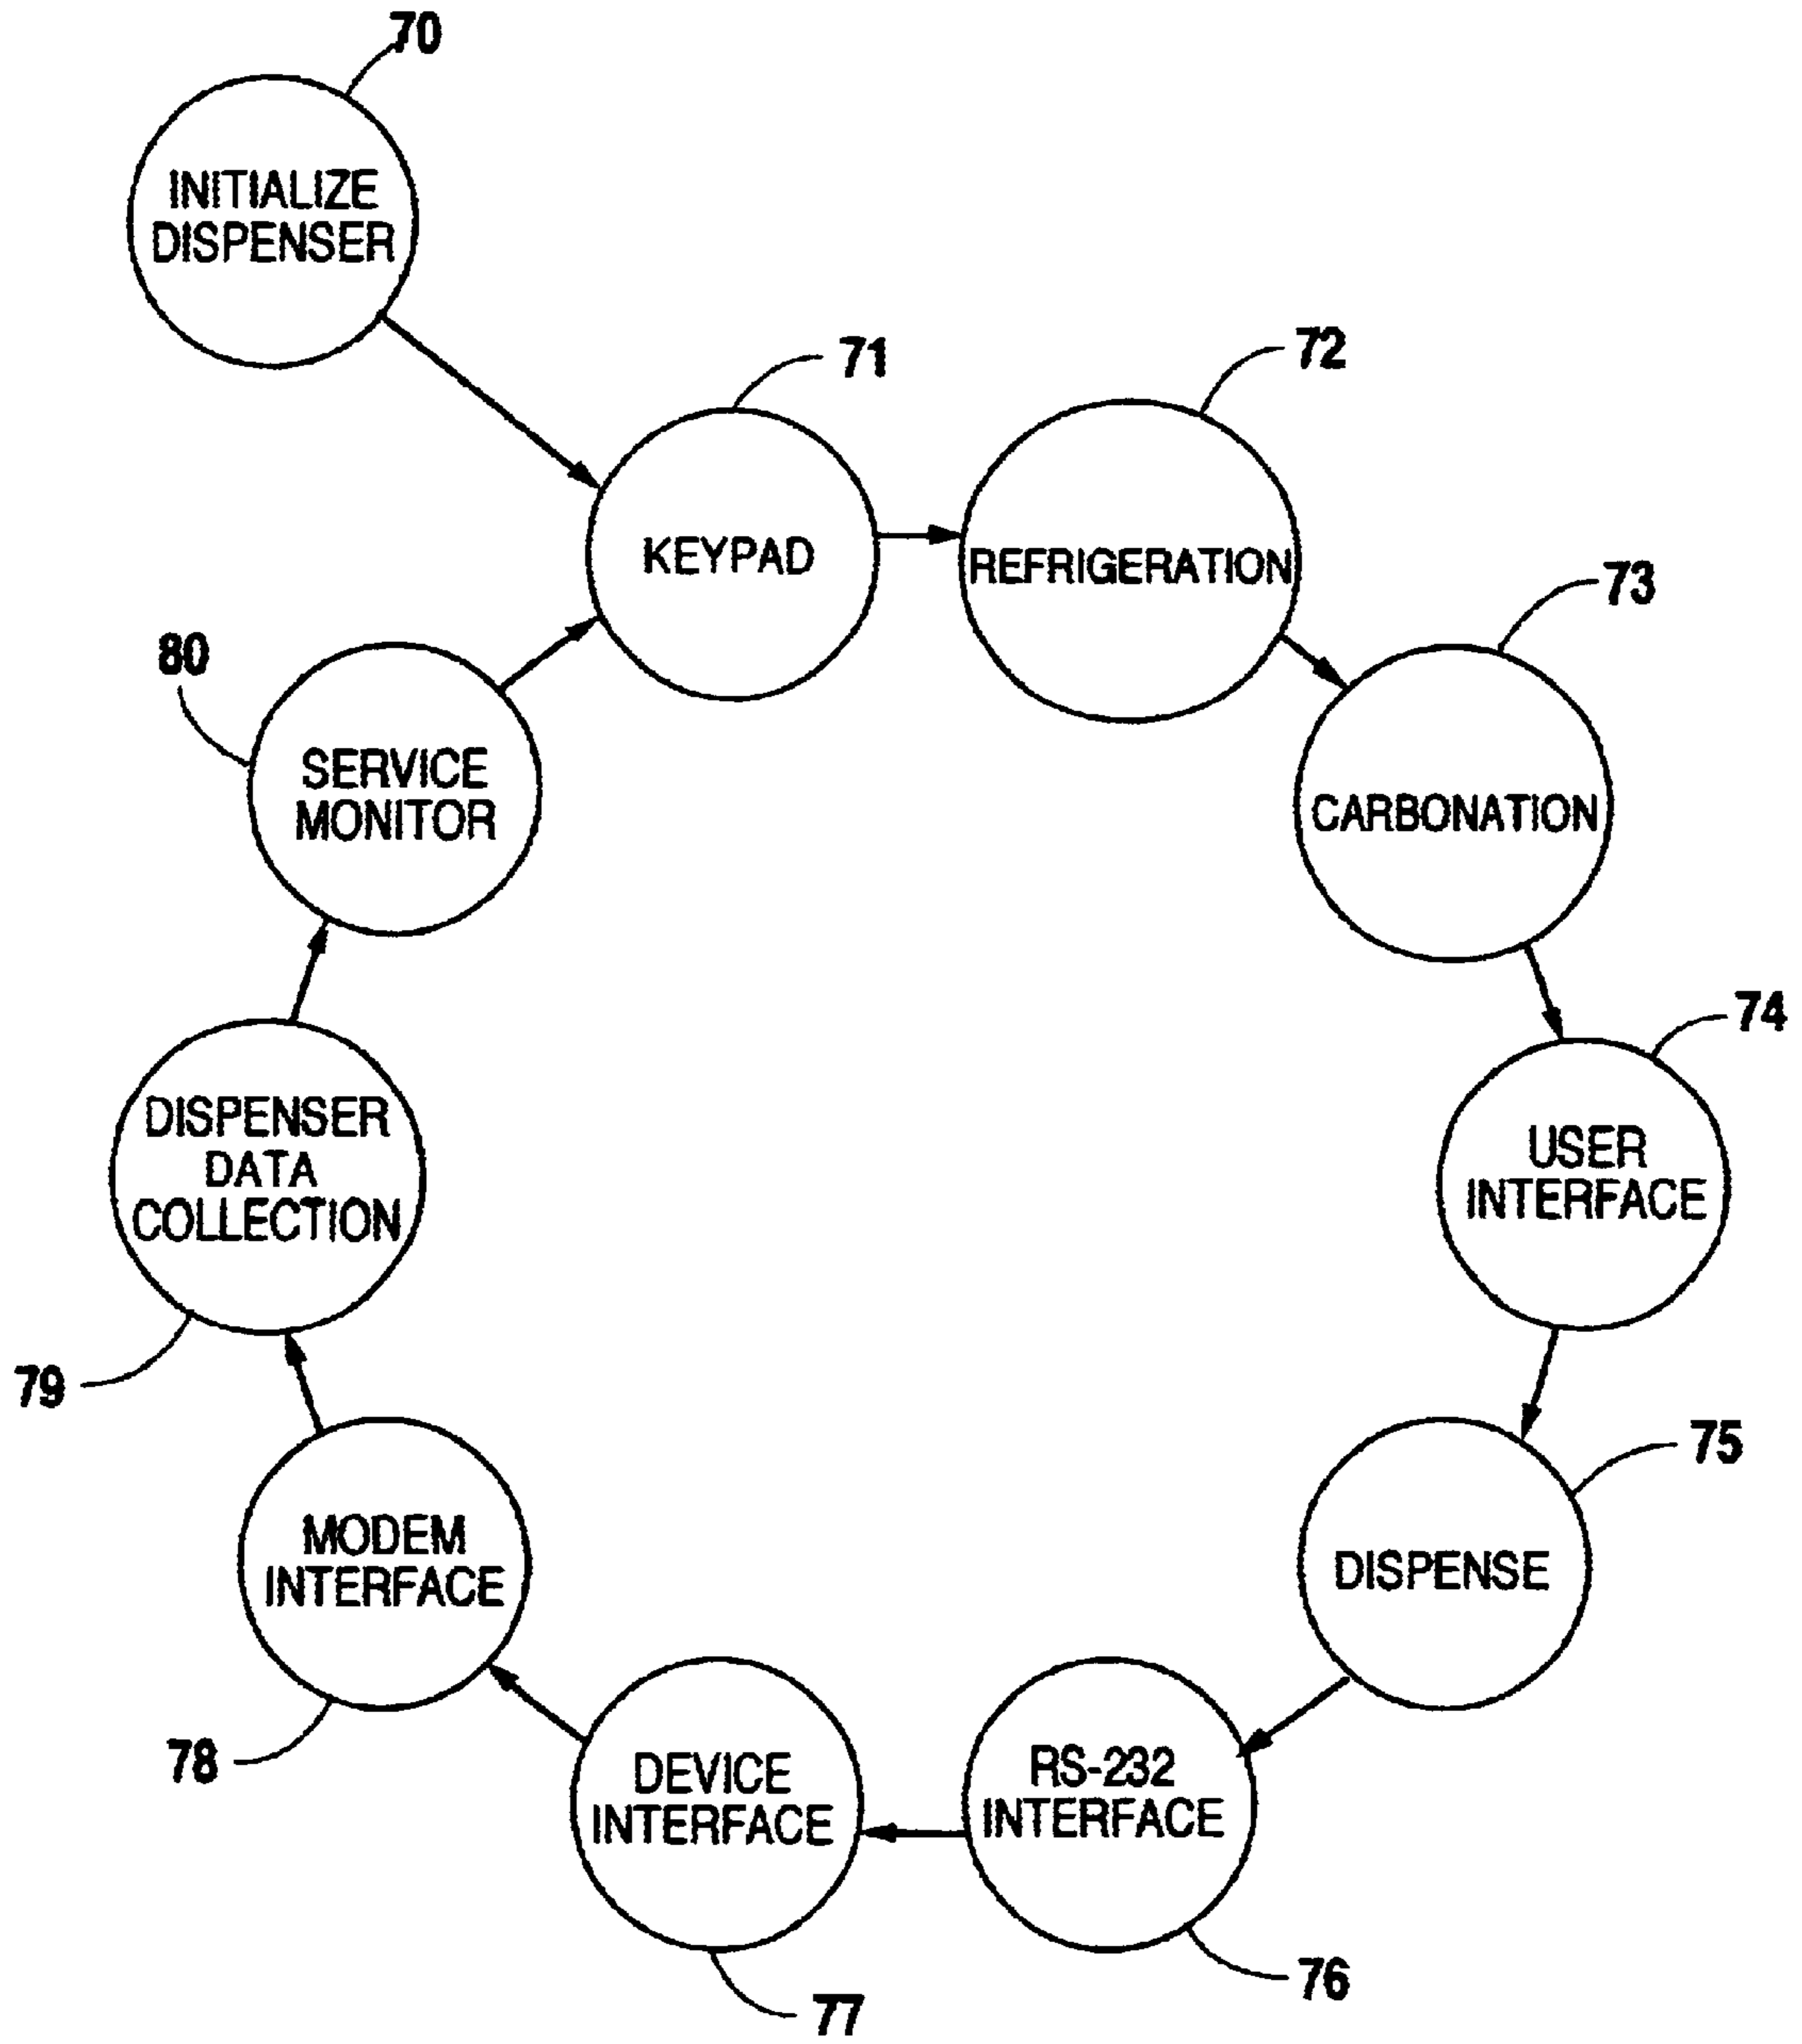 70
INITIALIZE
DISPENSER
71
KEYPAD
72
REFRIGERATION
73
CARBONATION
74
USER
INTERFACE
75
DISPENSE
76
RS-232
INTERFACE
77
DEVICE
INTERFACE
78
MODEM
INTERFACE
79
DISPENSER
DATA
COLLECTION
80
SERVICE
MONITOR